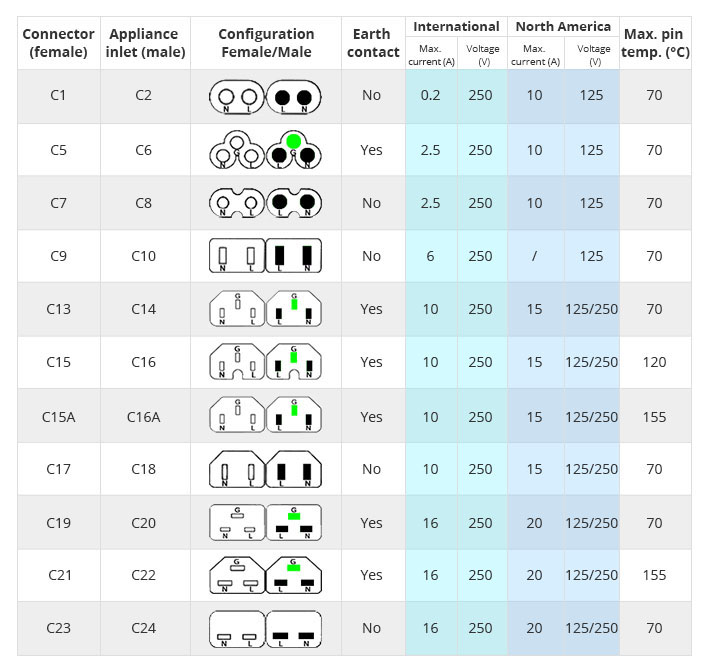 Connector (female) Appliance inlet (male) Configuration Female/Male Earth contact International North America Max. pin temp. (°C)
Max. current (A) Voltage (V) Max. current (A) Voltage (V)
C1 C2 N L L N No 0.2 250 10 125 70
C5 C6 G N L G L N Yes 2.5 250 10 125 70
C7 C8 N L L N No 2.5 250 10 125 70
C9 C10 N L L N No 6 250 / 125 70
C13 C14 G N L G L N Yes 10 250 15 125/250 70
C15 C16 G N L G L N Yes 10 250 15 125/250 120
C15A C16A G N L G L N Yes 10 250 15 125/250 155
C17 C18 N L L N No 10 250 15 125/250 70
C19 C20 G N L G L N Yes 16 250 20 125/250 70
C21 C22 G N L G L N Yes 16 250 20 125/250 155
C23 C24 N L L N No 16 250 20 125/250 70